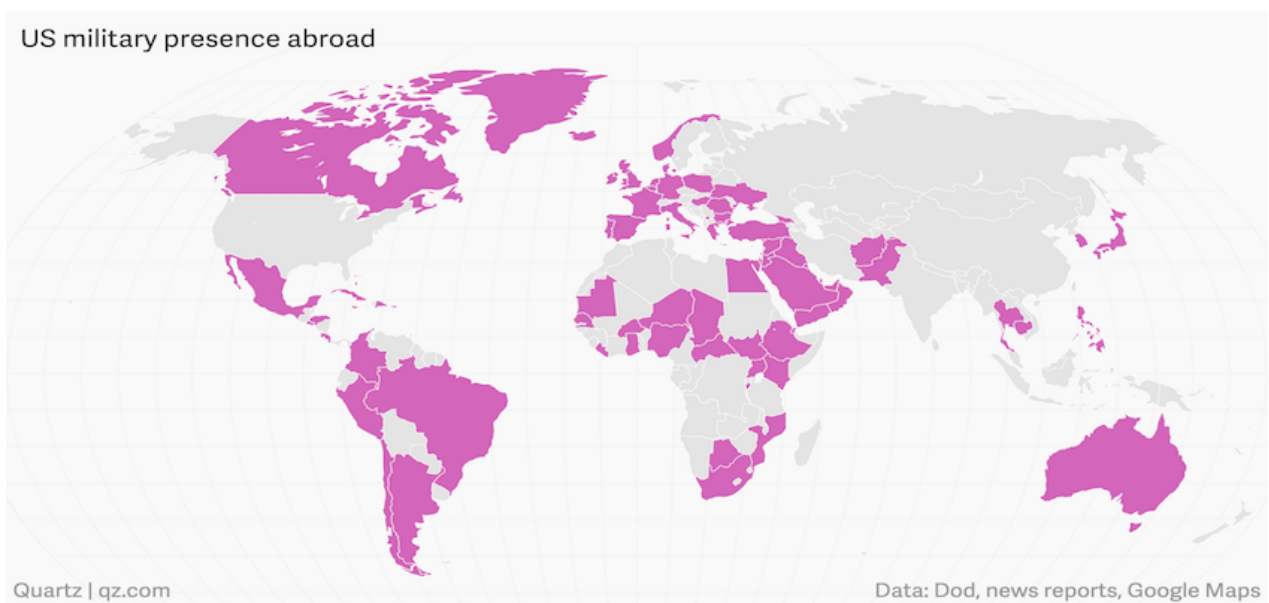 US military presence abroad
Quartz | qz.com
Data: Dod, news reports, Google Maps